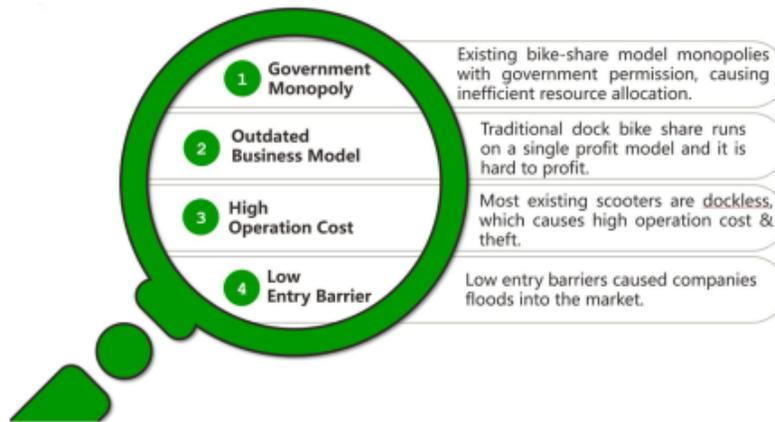 1
Government
Monopoly
Existing bike-share model monopolies
with government permission, causing
inefficient resource allocation.
2
Outdated
Business Model
Traditional dock bike share runs
on a single profit model and it is
hard to profit.
3
High
Operation Cost
Most existing scooters are dockless,
which causes high operation cost &
theft.
4
Low
Entry Barrier
Low entry barriers caused companies
floods into the market.